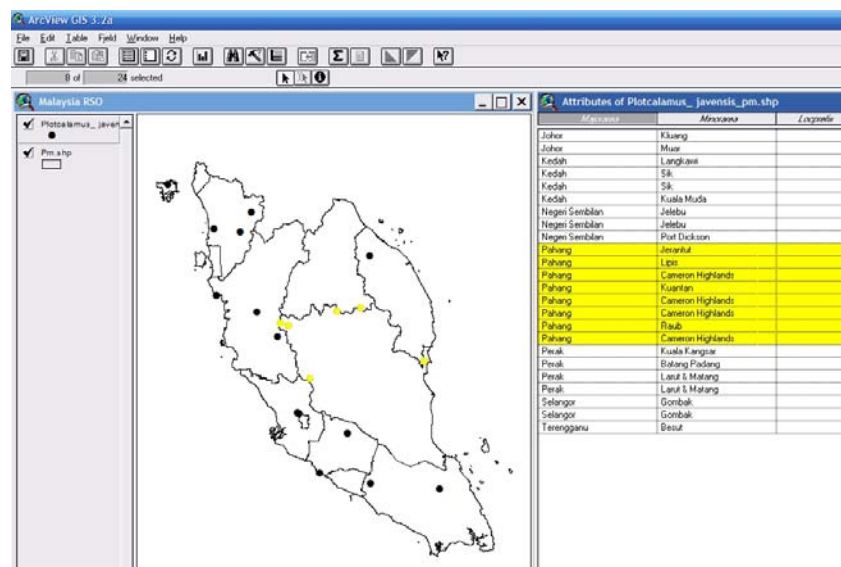 ArcView GIS 3.2a
File Edit Table Field Window Help
8 of 24 selected
Malaysia RSO
Plotcalamus_ javen
Pm.shp
Attributes of Plotcalamus_ javensis_pm.shp
Majorarea Minorarea
Johor Kluang
Johor Muar
Kedah Langkawi
Kedah Sik
Kedah Sik
Kedah Kuala Muda
Negeri Sembilan Jelebu
Negeri Sembilan Jelebu
Negeri Sembilan Port Dickson
Pahang Jerantut
Pahang Lipis
Pahang Cameron Highlands
Pahang Kuantan
Pahang Cameron Highlands
Pahang Cameron Highlands
Pahang Raub
Pahang Cameron Highlands
Perak Kuala Kangsar
Perak Batang Padang
Perak Larut & Matang
Perak Larut & Matang
Selangor Gombak
Selangor Gombak
Terengganu Besut